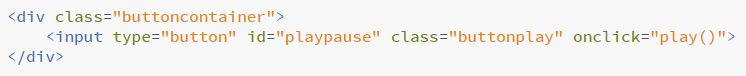 <div class="buttoncontainer">
    <input type="button" id="playpause" class="buttonplay" onclick="play()">
</div>